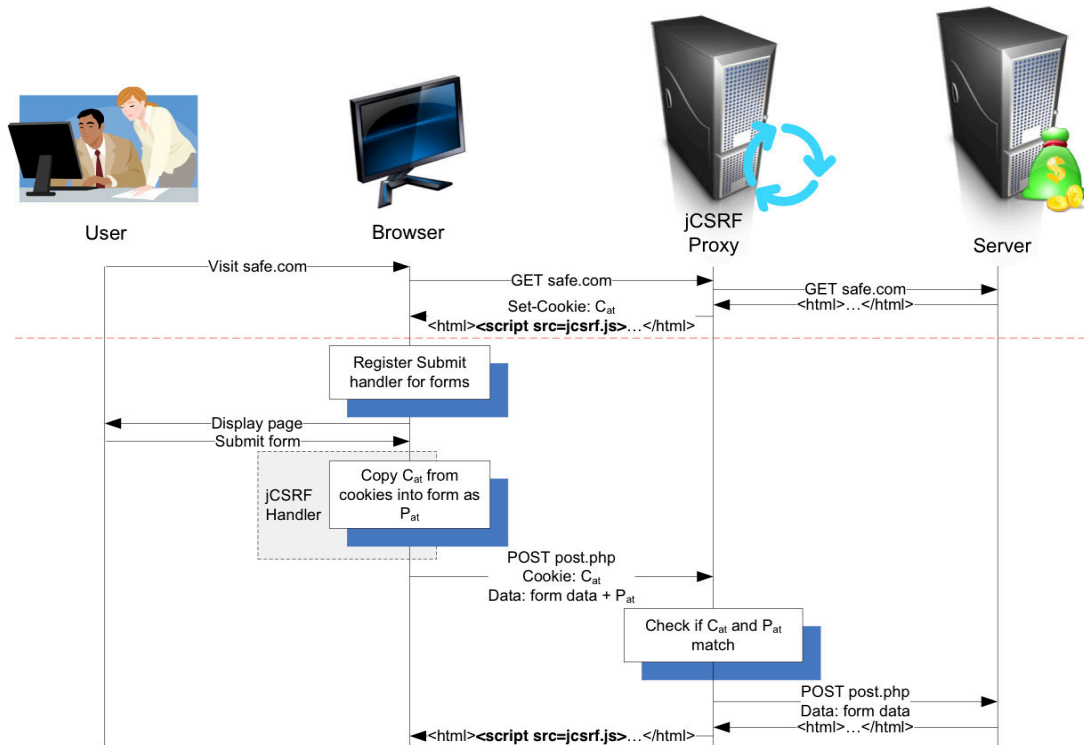 User
Browser
jCSRF
Proxy
Server
Visit safe.com
GET safe.com
GET safe.com
<html>…</html>
Set-Cookie: Cat
<html><script src=jcsrf.js>…</html>
Register Submit
handler for forms
Display page
Submit form
jCSRF
Handler
Copy Cat from
cookies into form as
Pat
POST post.php
Cookie: Cat
Data: form data + Pat
Check if Cat and Pat
match
POST post.php
Data: form data
<html>…</html>
<html><script src=jcsrf.js>…</html>